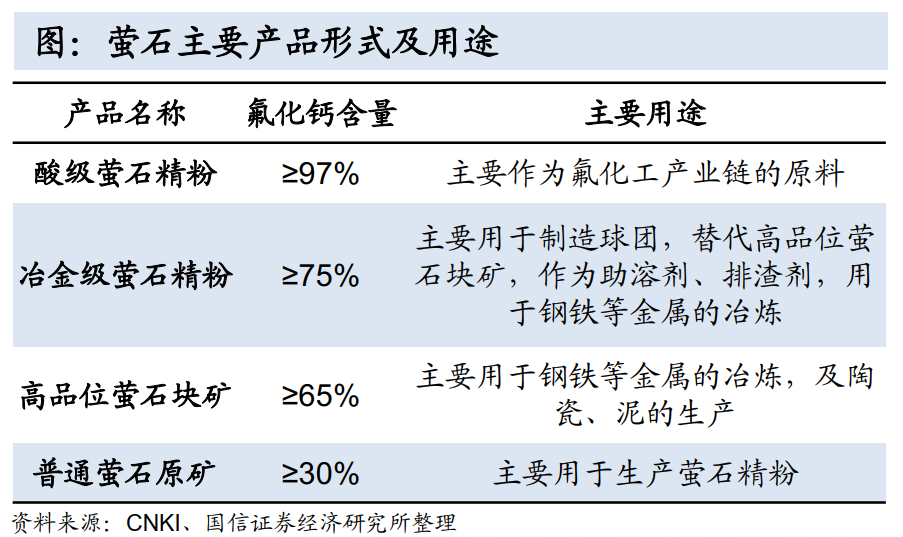 图：萤石主要产品形式及用途
产品名称 氟化钙含量 主要用途
酸级萤石精粉 ≥97% 主要作为氟化工产业链的原料
冶金级萤石精粉 ≥75% 主要用于制造球团，替代高品位萤
石块矿，作为助溶剂、排渣剂，用
于钢铁等金属的冶炼
高品位萤石块矿 ≥65% 主要用于钢铁等金属的冶炼，及陶
瓷、泥的生产
普通萤石原矿 ≥30% 主要用于生产萤石精粉
资料来源：CNKI、国信证券经济研究所整理